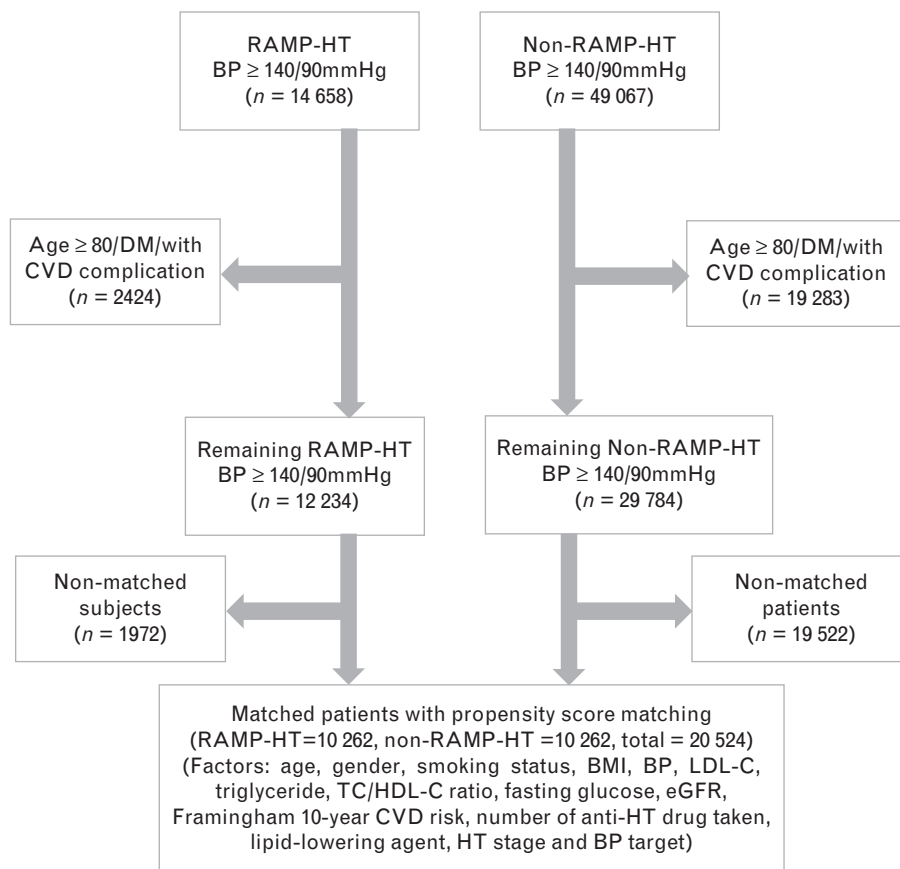 RAMP-HT
BP ≥ 140/90mmHg
(n = 14 658)
Non-RAMP-HT
BP ≥ 140/90mmHg
(n = 49 067)
Age ≥ 80/DM/with
CVD complication
(n = 2424)
Age ≥ 80/DM/with
CVD complication
(n = 19 283)
Remaining RAMP-HT
BP ≥ 140/90mmHg
(n = 12 234)
Remaining Non-RAMP-HT
BP ≥ 140/90mmHg
(n = 29 784)
Non-matched
subjects
(n = 1972)
Non-matched
patients
(n = 19 522)
Matched patients with propensity score matching
(RAMP-HT=10 262, non-RAMP-HT =10 262, total = 20 524)
(Factors: age, gender, smoking status, BMI, BP, LDL-C,
triglyceride, TC/HDL-C ratio, fasting glucose, eGFR,
Framingham 10-year CVD risk, number of anti-HT drug taken,
lipid-lowering agent, HT stage and BP target)